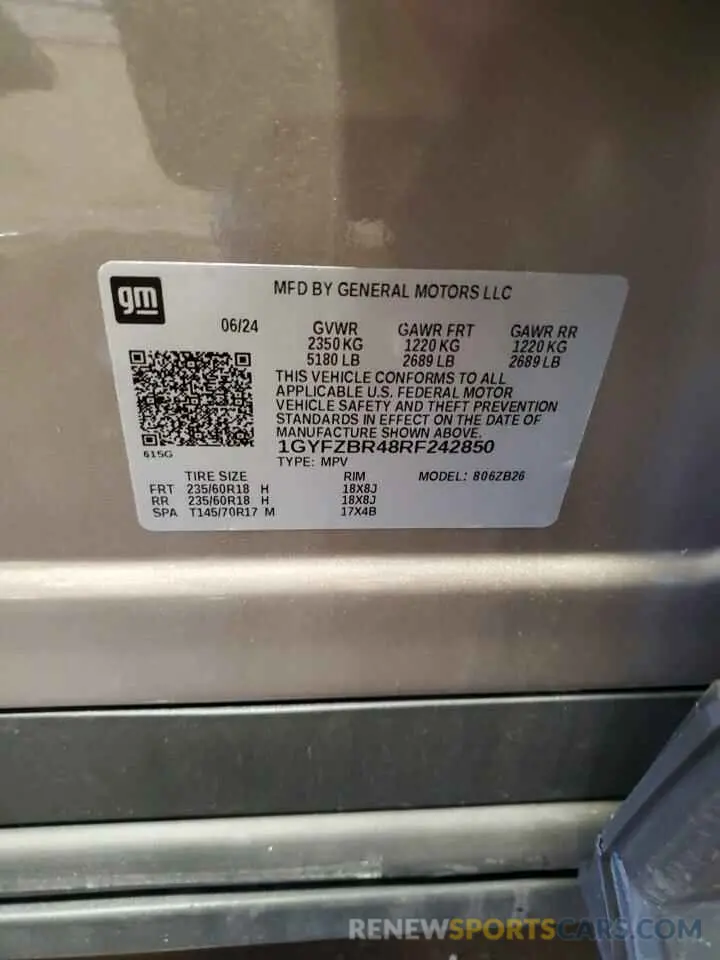 gm
MFD BY GENERAL MOTORS LLC
06/24 GVWR GAWR FRT GAWR RR
2350 KG 1220 KG 1220 KG
5180 LB 2689 LB 2689 LB
THIS VEHICLE CONFORMS TO ALL
APPLICABLE U.S. FEDERAL MOTOR
VEHICLE SAFETY AND THEFT PREVENTION
STANDARDS IN EFFECT ON THE DATE OF
MANUFACTURE SHOWN ABOVE.
615G 1GYFZBR48RF242850
TYPE: MPV
TIRE SIZE RIM MODEL: 806ZB26
FRT 235/60R18 H 18X8J
RR 235/60R18 H 18X8J
SPA T145/70R17 M 17X4B
RENEWSPORTSCARS.COM